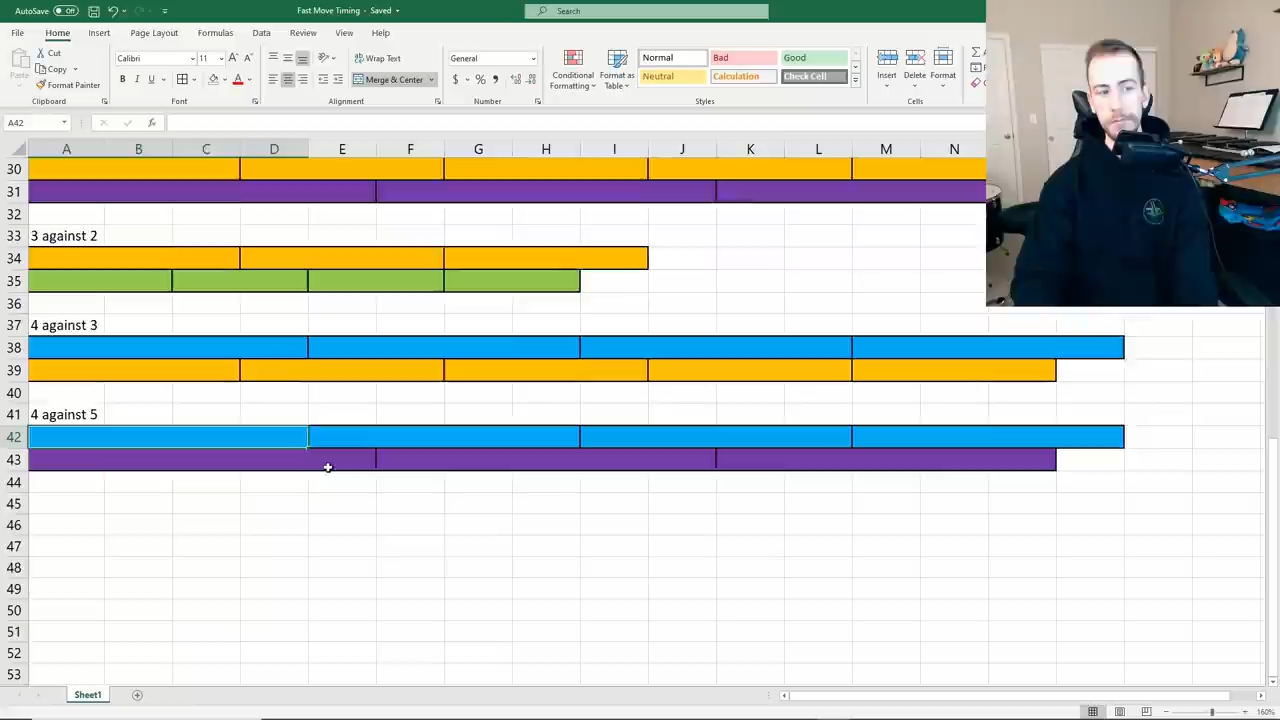 AutoSave Off Fast Move Timing - Saved Search
File Home Insert Page Layout Formulas Data Review View Help
Paste Cut Copy Format Painter
Calibri 11 Wrap Text General
B I U Merge & Center $ % Conditional Formatting Format as Table
Normal Bad Good
Neutral Calculation Check Cell
Insert Delete Format
Clipboard Font Alignment Number Styles Cells
A42 fx
A B C D E F G H I J K L M N
30
31
32
33 3 against 2
34
35
36
37 4 against 3
38
39
40
41 4 against 5
42
43
44
45
46
47
48
49
50
51
52
53
Sheet1
160%